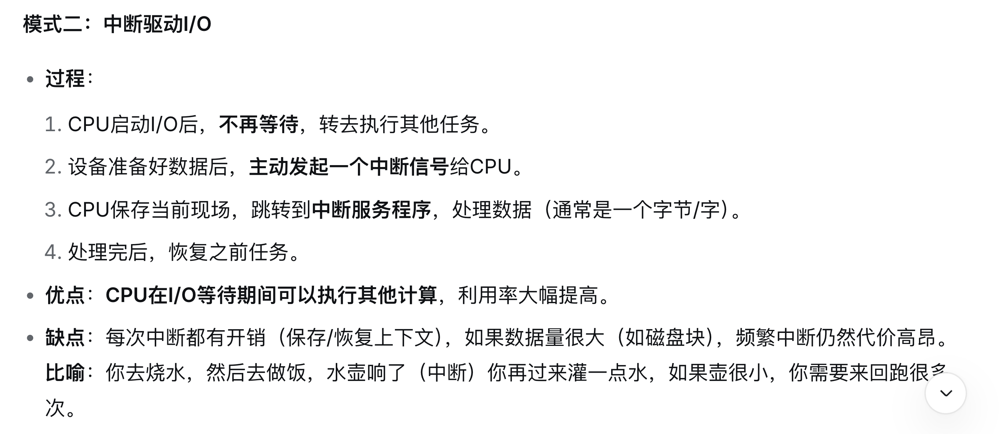 模式二：中断驱动I/O
• 过程：
1. CPU启动I/O后，不再等待，转去执行其他任务。
2. 设备准备好数据后，主动发起一个中断信号给CPU。
3. CPU保存当前现场，跳转到中断服务程序，处理数据（通常是一个字节/字）。
4. 处理完后，恢复之前任务。
• 优点：CPU在I/O等待期间可以执行其他计算，利用率大幅提高。
• 缺点：每次中断都有开销（保存/恢复上下文），如果数据量很大（如磁盘块），频繁中断仍然代价高昂。
比喻：你去烧水，然后去做饭，水壶响了（中断）你再过来灌一点水，如果壶很小，你需要来回跑很多
次。